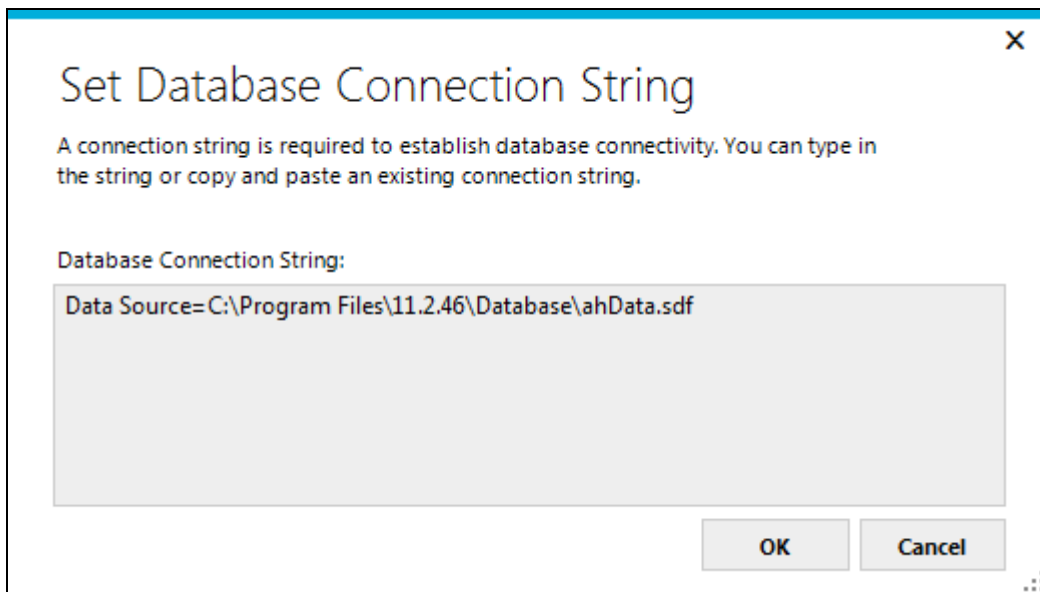 Set Database Connection String
A connection string is required to establish database connectivity. You can type in
the string or copy and paste an existing connection string.
Database Connection String:
Data Source=C:\Program Files\11.2.46\Database\ahData.sdf
OK Cancel